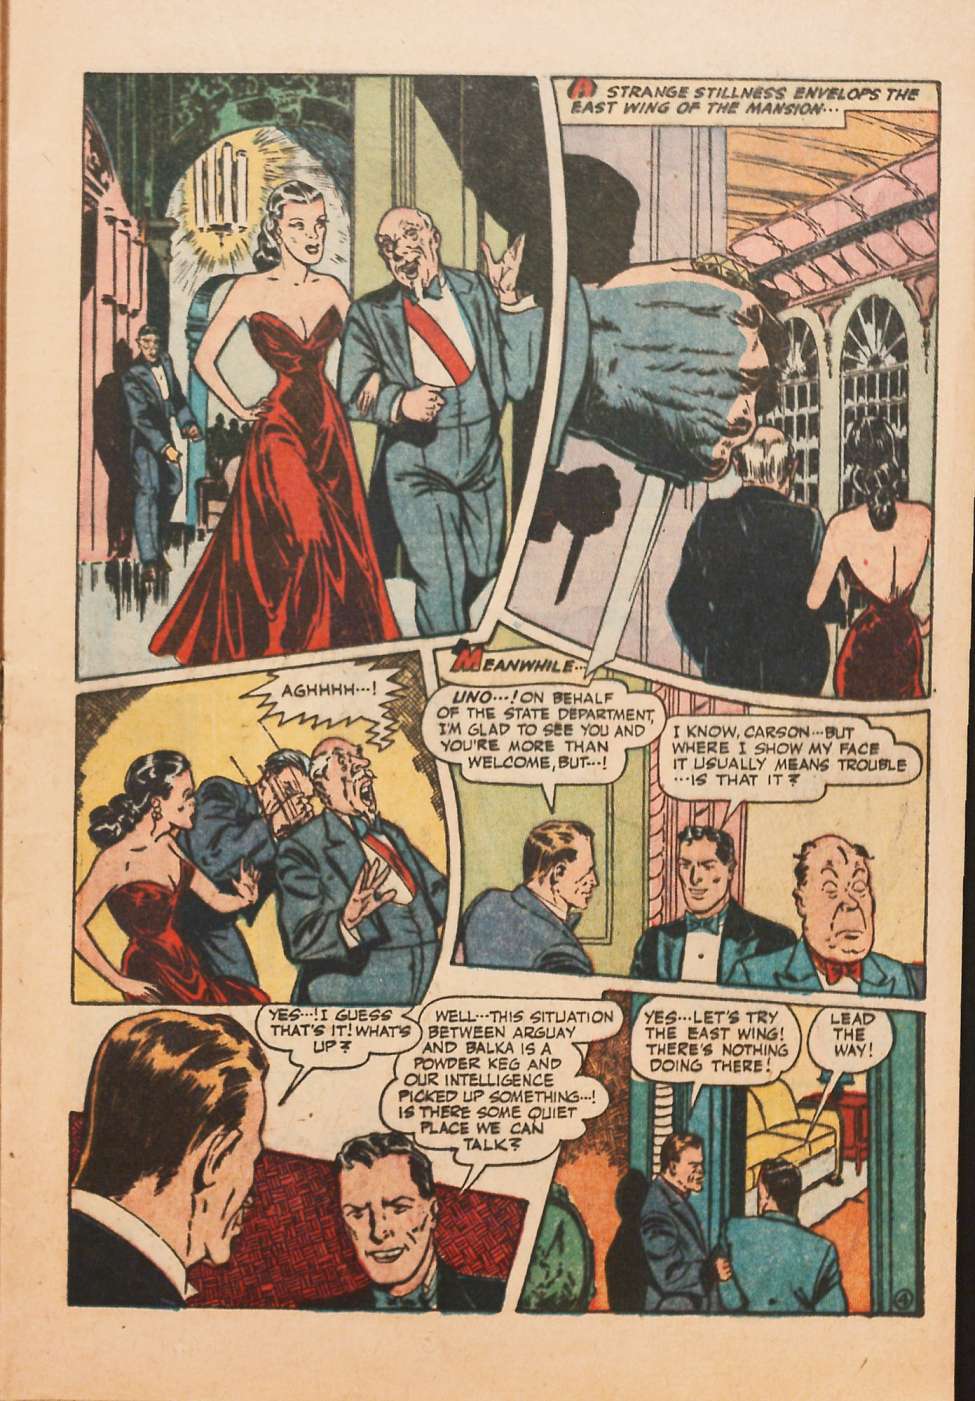 A STRANGE STILLNESS ENVELOPS THE
EAST WING OF THE MANSION...
AGHHHH---!
MEANWHILE...
UNO---! ON BEHALF
OF THE STATE DEPARTMENT,
I'M GLAD TO SEE YOU AND
YOU'RE MORE THAN
WELCOME, BUT---!
I KNOW, CARSON---BUT
WHERE I SHOW MY FACE
IT USUALLY MEANS TROUBLE
---IS THAT IT?
YES---! I GUESS
THAT'S IT! WHAT'S
UP?
WELL---THIS SITUATION
BETWEEN ARGUAY
AND BALKA IS A
POWDER KEG AND
OUR INTELLIGENCE
PICKED UP SOMETHING---!
IS THERE SOME QUIET
PLACE WE CAN
TALK?
YES---LET'S TRY
THE EAST WING!
THERE'S NOTHING
DOING THERE!
LEAD
THE
WAY!
4